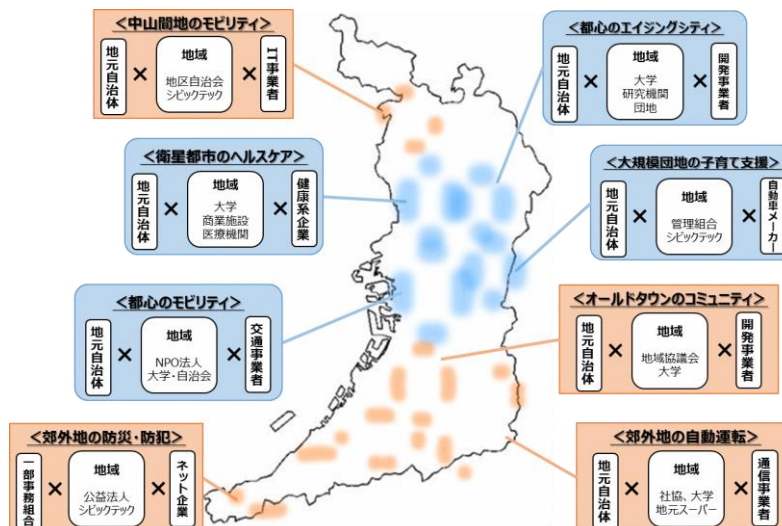 <中山間地のモビリティ>
地元自治体
×
地域
地区自治会
シビックテック
×
IT事業者
<都心のエイジングシティ>
地元自治体
×
地域
大学
研究機関
団地
×
開発事業者
<衛星都市のヘルスケア>
地元自治体
×
地域
大学
商業施設
医療機関
×
健康系企業
<大規模団地の子育て支援>
地元自治体
×
地域
管理組合
シビックテック
×
自動車メーカー
<都心のモビリティ>
地元自治体
×
地域
NPO法人
大学・自治会
×
交通事業者
<オールドタウンのコミュニティ>
地元自治体
×
地域
地域協議会
大学
×
開発事業者
<郊外地の防災・防犯>
一部事務組合
×
地域
公益法人
シビックテック
×
ネット企業
<郊外地の自動運転>
地元自治体
×
地域
社協、大学
地元スーパー
×
通信事業者